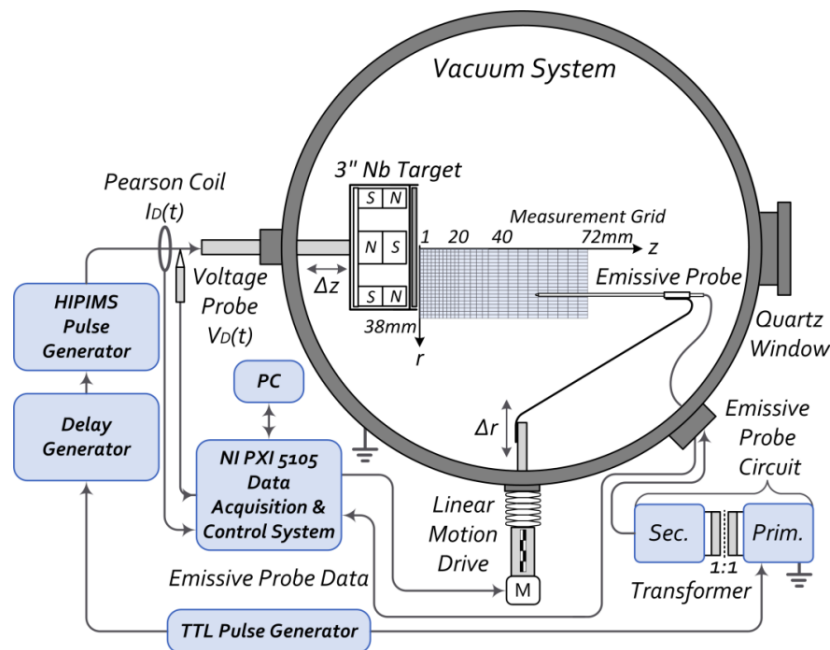 Vacuum System
3" Nb Target
S N
N S
S N
Pearson Coil
I_D(t)
Measurement Grid
1 20 40 72mm z
Emissive Probe
Δz
Voltage
Probe
V_D(t)
38mm
r
Quartz
Window
HIPIMS
Pulse
Generator
PC
Delay
Generator
Δr
Emissive
Probe
Circuit
NI PXI 5105
Data
Acquisition &
Control System
Linear
Motion
Drive
Sec.
Prim.
1:1
Transformer
Emissive Probe Data
M
TTL Pulse Generator